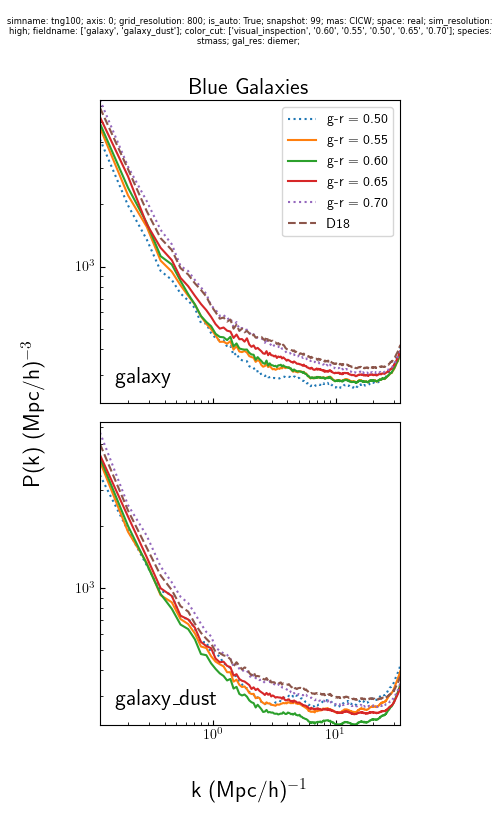 simname: tng100; axis: 0; grid_resolution: 800; is_auto: True; snapshot: 99; mas: CICW; space: real; sim_resolution:
high; fieldname: ['galaxy', 'galaxy_dust']; color_cut: ['visual_inspection', '0.60', '0.55', '0.50', '0.65', '0.70']; species:
stmass; gal_res: diemer;
Blue Galaxies
g-r = 0.50
g-r = 0.55
g-r = 0.60
g-r = 0.65
g-r = 0.70
D18
10³
galaxy
P(k) (Mpc/h)⁻³
10³
galaxy_dust
10⁰ 10¹
k (Mpc/h)⁻¹